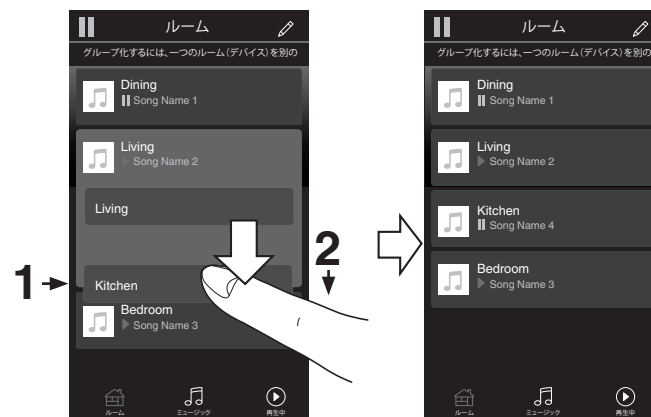 ルーム
グループ化するには、一つのルーム（デバイス）を別の
Dining
Song Name 1
Living
Song Name 2
Living
Kitchen
Bedroom
Song Name 3
ルーム
ミュージック
再生中
1
2
ルーム
グループ化するには、一つのルーム（デバイス）を別の
Dining
Song Name 1
Living
Song Name 2
Kitchen
Song Name 4
Bedroom
Song Name 3
ルーム
ミュージック
再生中